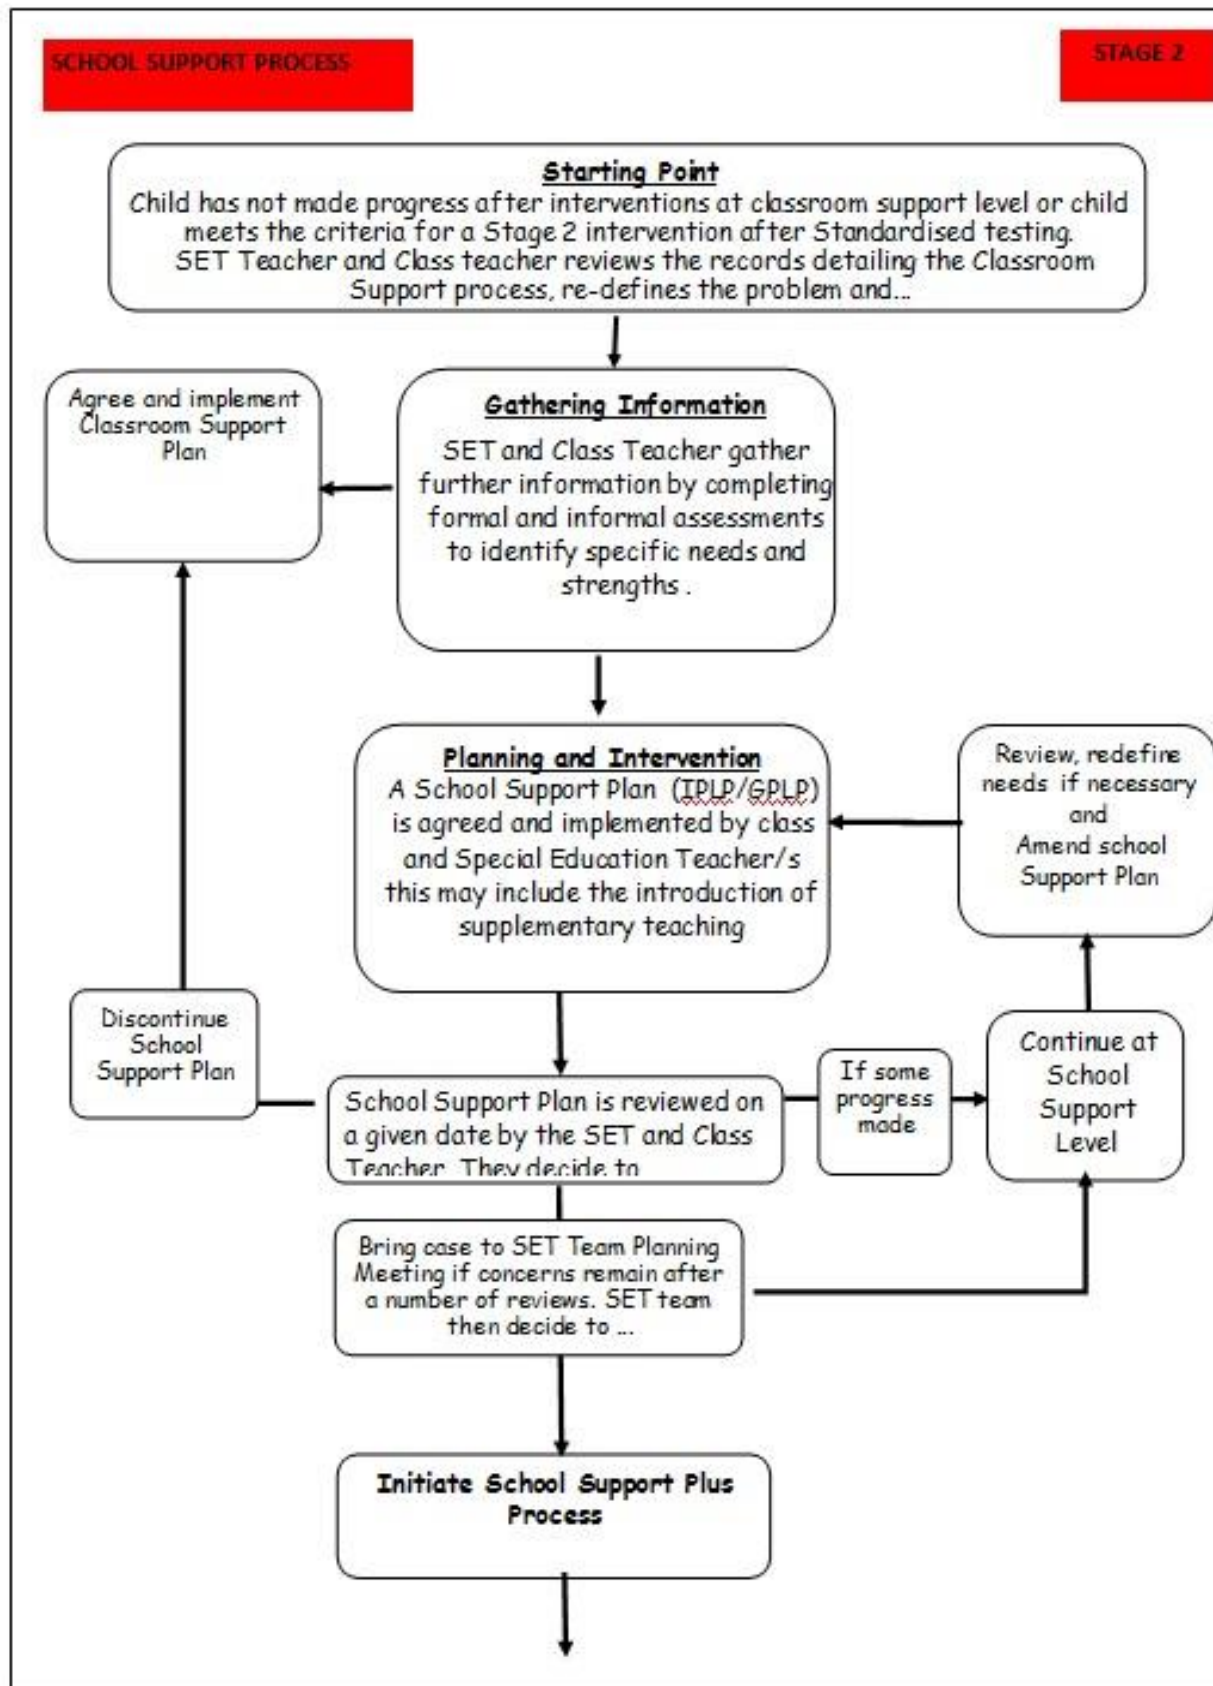 SCHOOL SUPPORT PROCESS
STAGE 2
Starting Point
Child has not made progress after interventions at classroom support level or child
meets the criteria for a Stage 2 intervention after Standardised testing.
SET Teacher and Class teacher reviews the records detailing the Classroom
Support process, re-defines the problem and...
Agree and implement
Classroom Support
Plan
Gathering Information
SET and Class Teacher gather
further information by completing
formal and informal assessments
to identify specific needs and
strengths .
Planning and Intervention
A School Support Plan (IPLP/GPLP)
is agreed and implemented by class
and Special Education Teacher/s
this may include the introduction of
supplementary teaching
Review, redefine
needs if necessary
and
Amend school
Support Plan
Discontinue
School
Support Plan
School Support Plan is reviewed on
a given date by the SET and Class
Teacher. They decide to
If some
progress
made
Continue at
School
Support
Level
Bring case to SET Team Planning
Meeting if concerns remain after
a number of reviews. SET team
then decide to ...
Initiate School Support Plus
Process